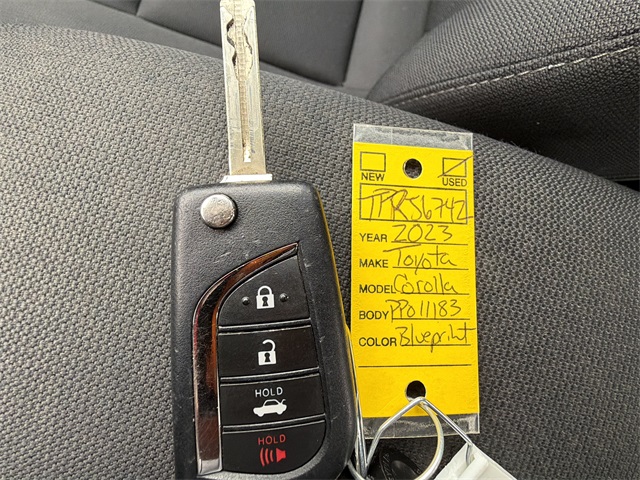 HOLD
HOLD
NEW USED
TPR56742
YEAR 2023
MAKE Toyota
MODEL Corolla
BODY PP011183
COLOR Blueprint